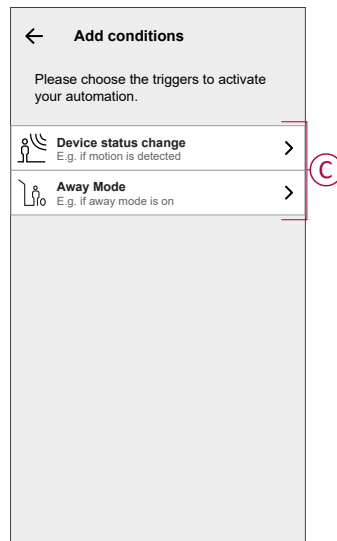 Add conditions
Please choose the triggers to activate
your automation.
Device status change
E.g. if motion is detected
C
Away Mode
E.g. if away mode is on